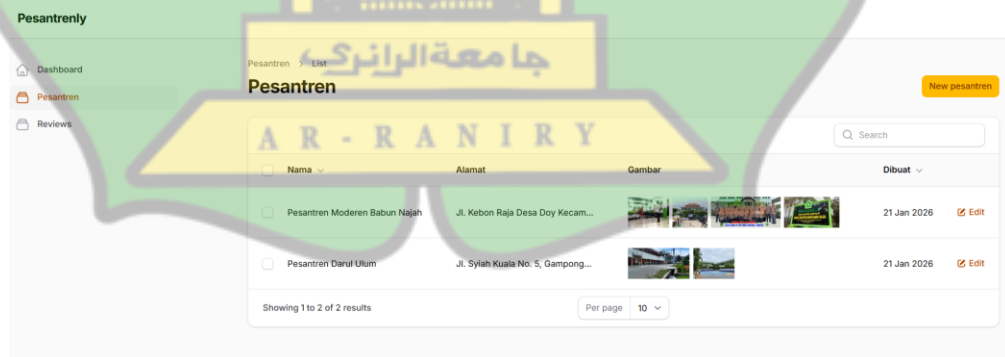 Pesantrenly
Dashboard
Pesantren
Reviews
Pesantren > List
Pesantren
New pesantren
جامعةالرانري
A R - R A N I R Y
Search
Nama Alamat Gambar Dibuat
Pesantren Moderen Babun Najah Jl. Kebon Raja Desa Doy Kecam... 21 Jan 2026 Edit
Pesantren Darul Ulum Jl. Syiah Kuala No. 5, Gampong... 21 Jan 2026 Edit
Showing 1 to 2 of 2 results Per page 10